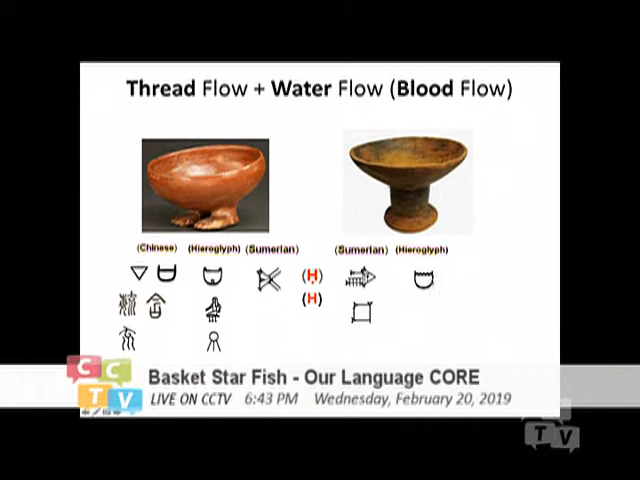 Thread Flow + Water Flow (Blood Flow)
(Chinese) (Hieroglyph) (Sumerian) (Sumerian) (Hieroglyph)
(H)
(H)
CCTV
Basket Star Fish - Our Language CORE
LIVE ON CCTV 6:43 PM Wednesday, February 20, 2019
TV